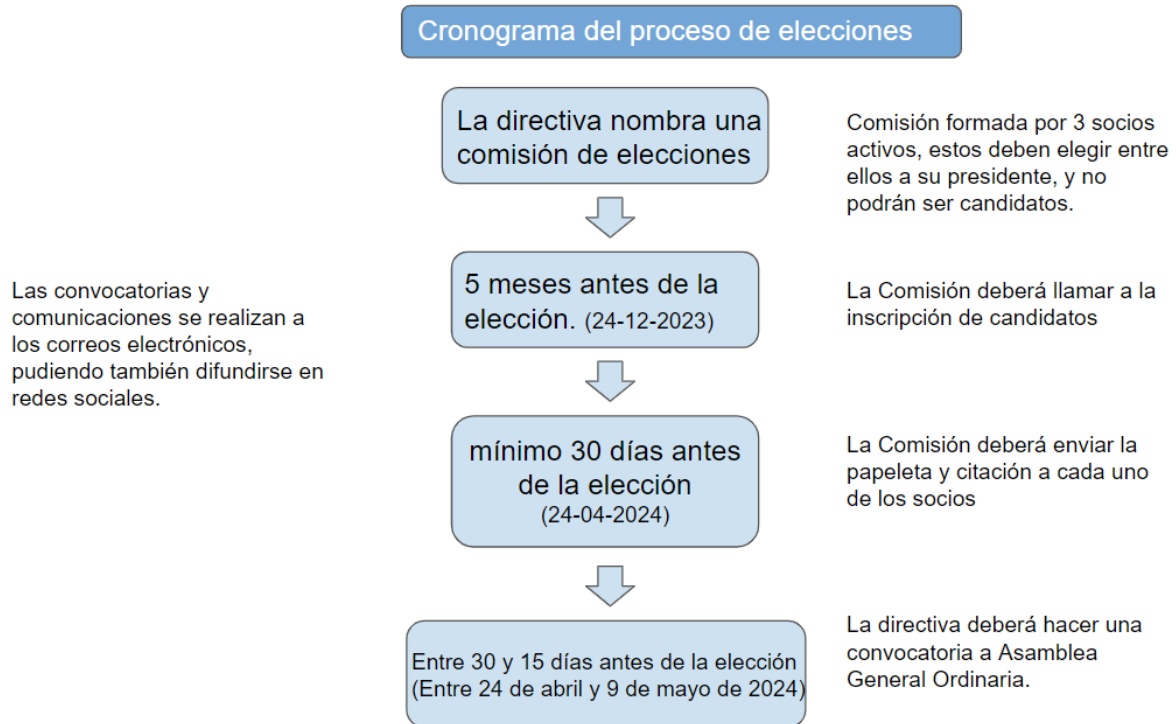 Cronograma del proceso de elecciones
La directiva nombra una
comisión de elecciones
Comisión formada por 3 socios
activos, estos deben elegir entre
ellos a su presidente, y no
podrán ser candidatos.
5 meses antes de la
elección. (24-12-2023)
La Comisión deberá llamar a la
inscripción de candidatos
Las convocatorias y
comunicaciones se realizan a
los correos electrónicos,
pudiendo también difundirse en
redes sociales.
mínimo 30 días antes
de la elección
(24-04-2024)
La Comisión deberá enviar la
papeleta y citación a cada uno
de los socios
Entre 30 y 15 días antes de la elección
(Entre 24 de abril y 9 de mayo de 2024)
La directiva deberá hacer una
convocatoria a Asamblea
General Ordinaria.